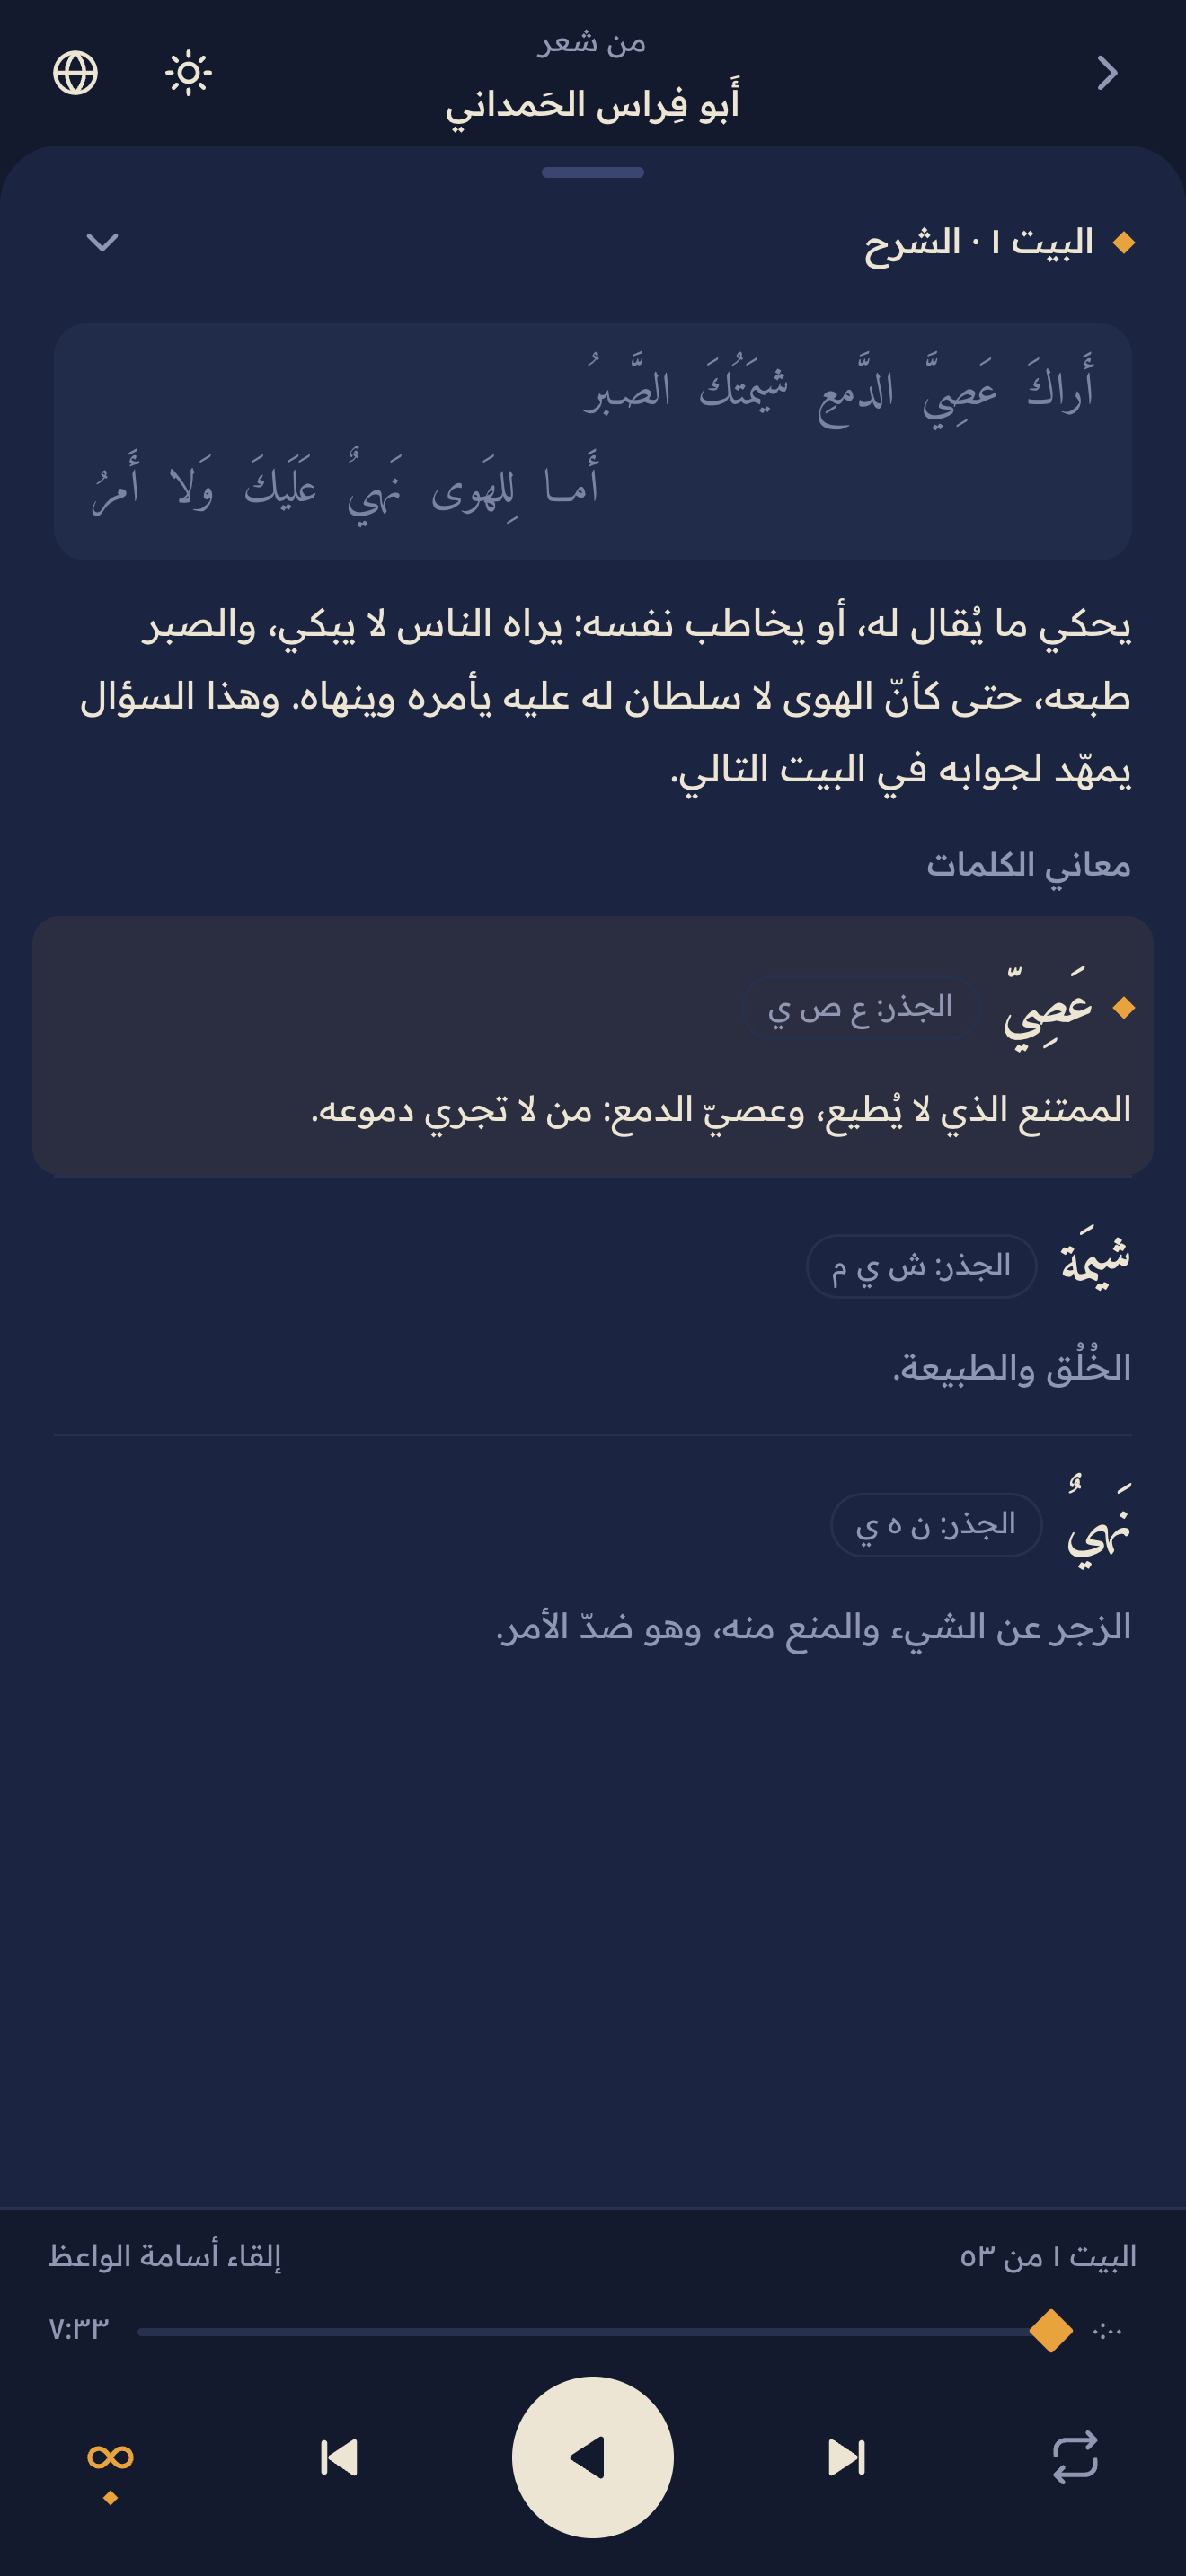 من شعر
أَبو فِراس الحَمداني
البيت ١ · الشرح
أَراكَ عَصِيَّ الدَّمعِ شيمَتُكَ الصَّبرُ
أَمـا لِلهَوى نَهيٌ عَلَيكَ وَلا أَمرُ
يحكي ما يُقال له، أو يخاطب نفسه: يراه الناس لا يبكي، والصبر
طبعه، حتى كأنّ الهوى لا سلطان له عليه يأمره وينهاه. وهذا السؤال
يمهّد لجوابه في البيت التالي.
معاني الكلمات
عَصِيّ الجذر: ع ص ي
الممتنع الذي لا يُطيع، وعصيّ الدمع: من لا تجري دموعه.
شيمَة الجذر: ش ي م
الخُلُق والطبيعة.
نَهيٌ الجذر: ن ه ي
الزجر عن الشيء والمنع منه، وهو ضدّ الأمر.
البيت ١ من ٥٣ إلقاء أسامة الواعظ
٠:٠٠ ٧:٣٣